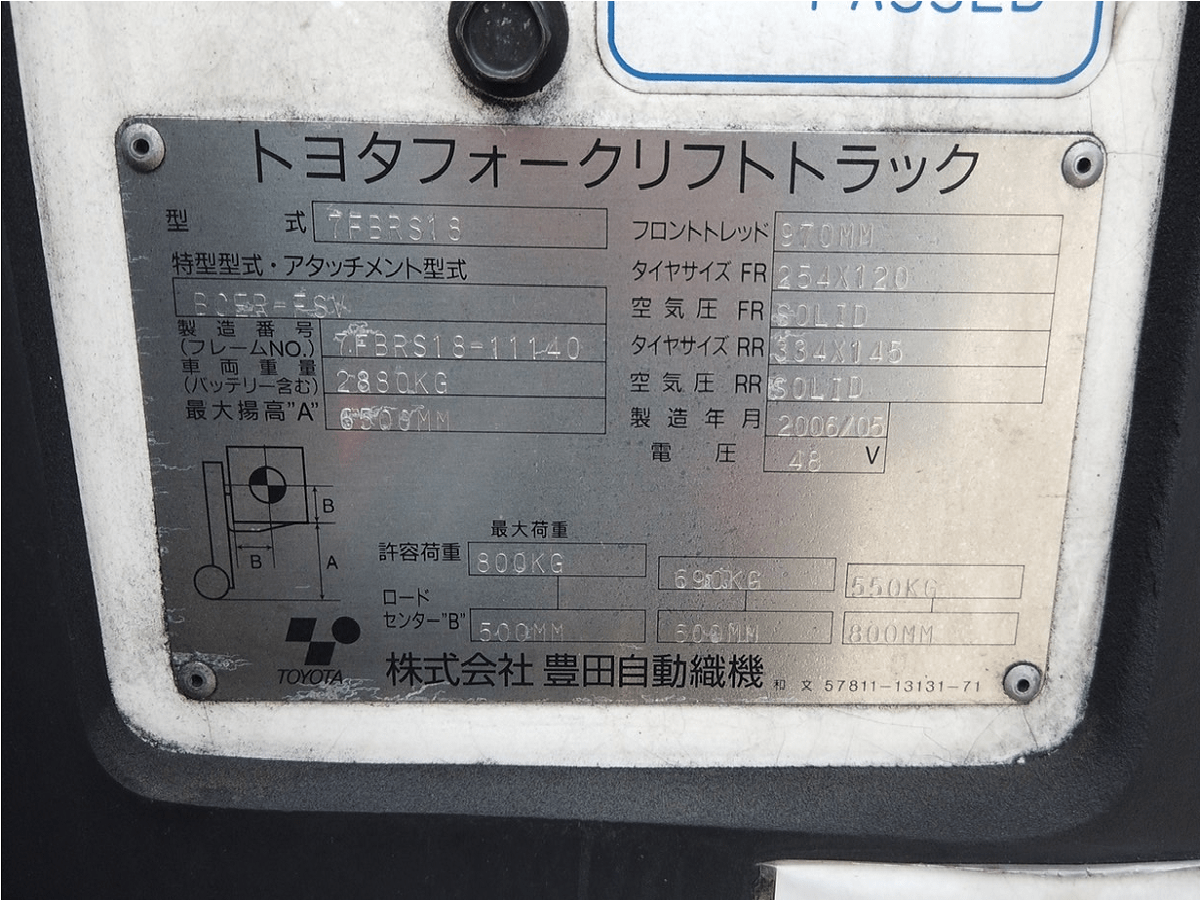 PASSED
トヨタフォークリフトトラック
型式 7FBRS18
特型型式・アタッチメント型式
製造番号 (フレームNO.) 7FBRS18-11140
車両重量 (バッテリー含む) 2880KG
最大揚高"A" 6500MM
フロントトレッド 970MM
タイヤサイズ FR 254X120
空気圧 FR SOLID
タイヤサイズ RR 334X145
空気圧 RR SOLID
製造年月 2006/05
電圧 48 V
B
B
A
最大荷重
許容荷重 800KG 690KG 550KG
ロード
センター"B" 500MM 600MM 800MM
TOYOTA 株式会社 豊田自動織機 和文 57811-13131-71